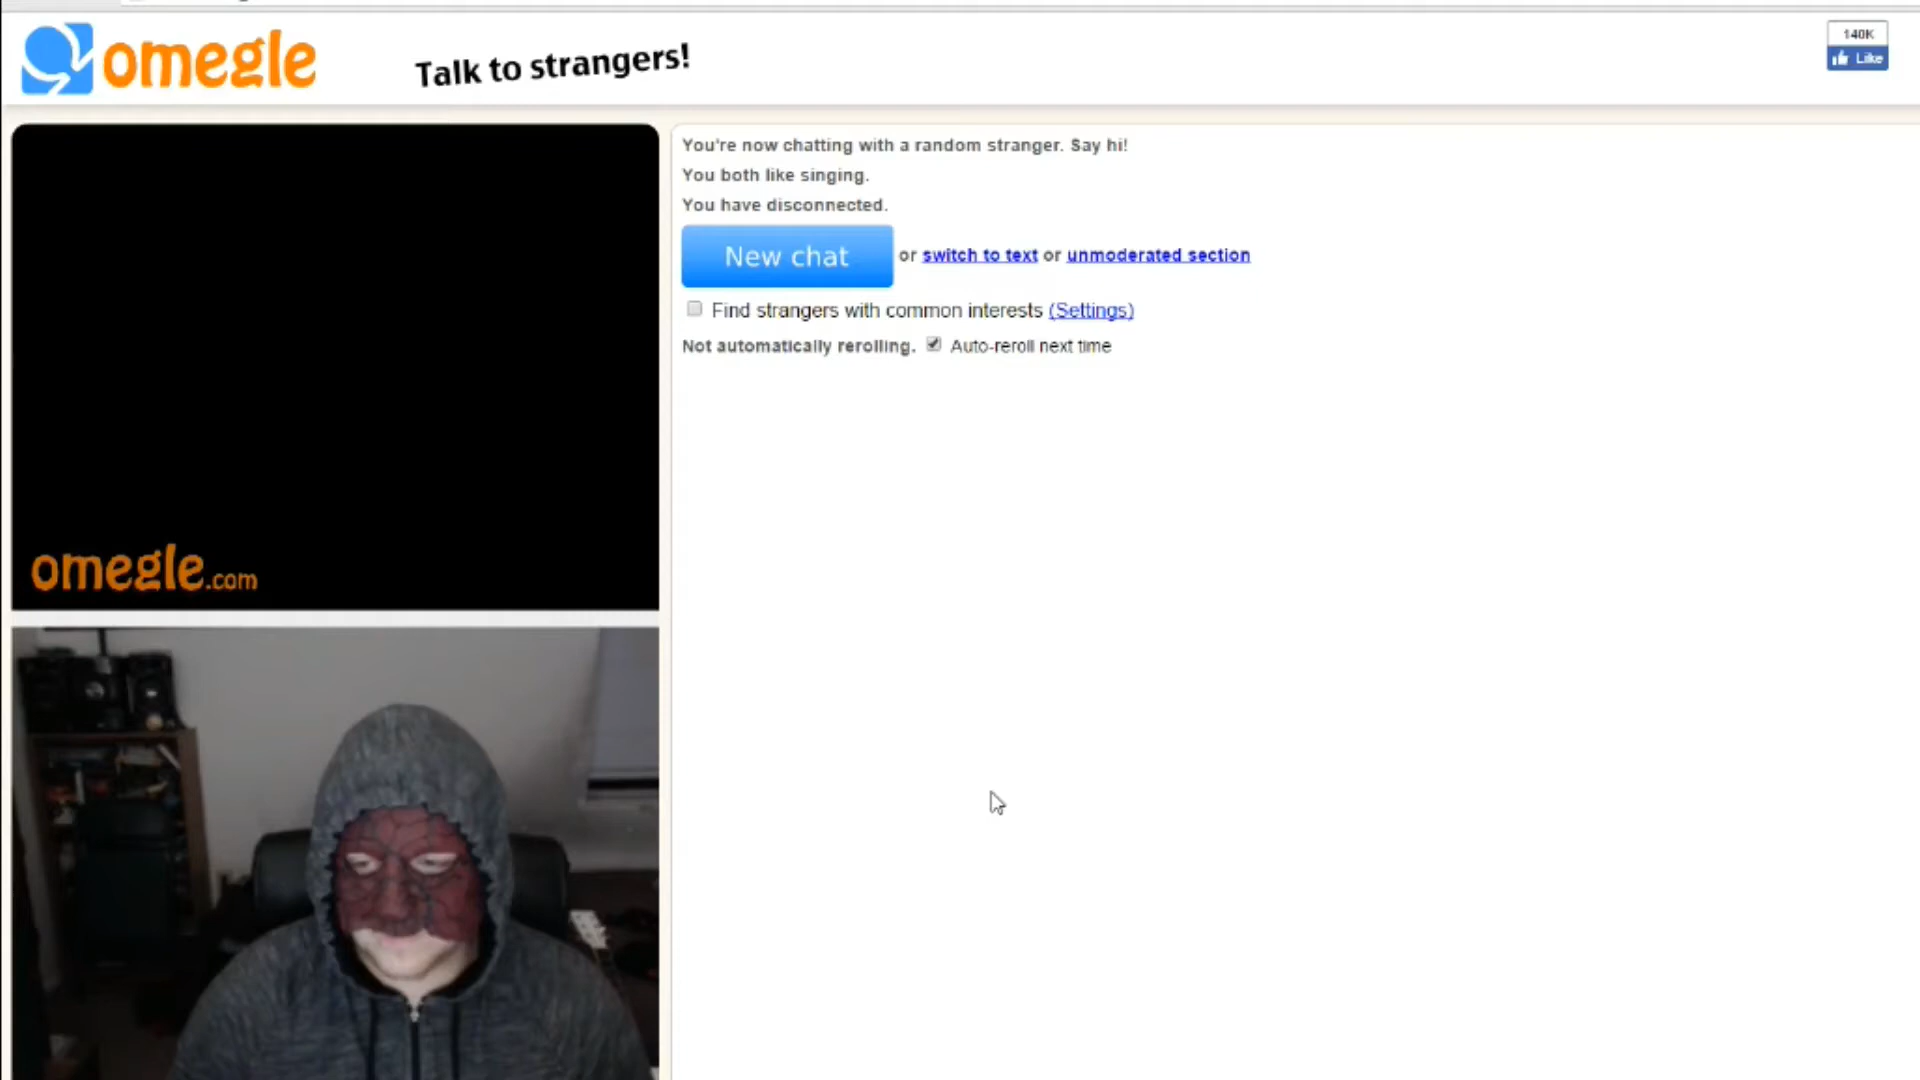 omegle
Talk to strangers!
140K
Like
You're now chatting with a random stranger. Say hi!
You both like singing.
You have disconnected.
New chat or switch to text or unmoderated section
Find strangers with common interests (Settings)
Not automatically rerolling. Auto-reroll next time
omegle.com